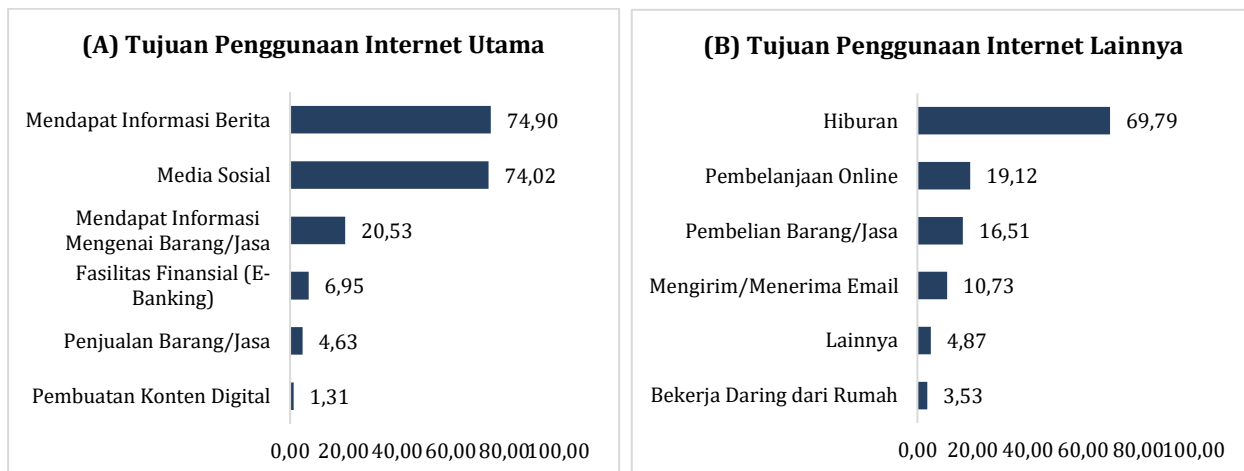 (A) Tujuan Penggunaan Internet Utama
Mendapat Informasi Berita 74,90
Media Sosial 74,02
Mendapat Informasi
Mengenai Barang/Jasa 20,53
Fasilitas Finansial (E-
Banking) 6,95
Penjualan Barang/Jasa 4,63
Pembuatan Konten Digital 1,31
0,00 20,00 40,00 60,00 80,00 100,00
(B) Tujuan Penggunaan Internet Lainnya
Hiburan 69,79
Pembelanjaan Online 19,12
Pembelian Barang/Jasa 16,51
Mengirim/Menerima Email 10,73
Lainnya 4,87
Bekerja Daring dari Rumah 3,53
0,00 20,00 40,00 60,00 80,00 100,00